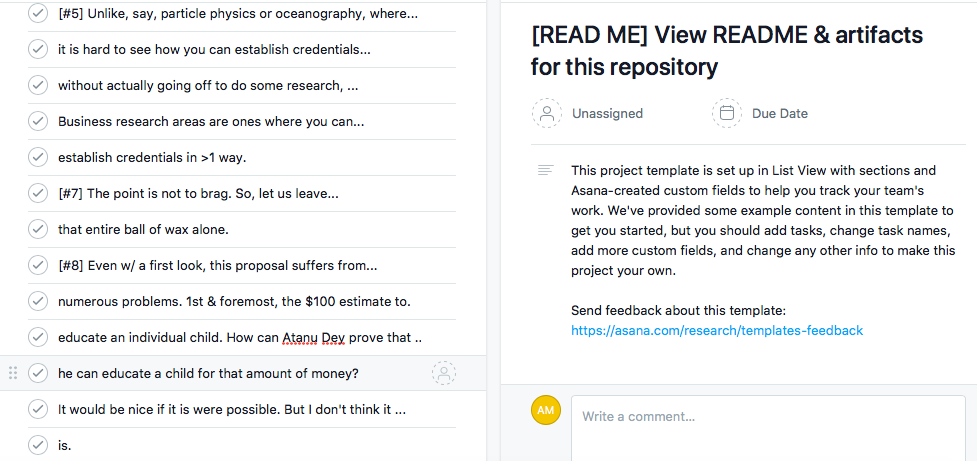 [#5] Unlike, say, particle physics or oceanography, where...
it is hard to see how you can establish credentials...
without actually going off to do some research, ...
Business research areas are ones where you can...
establish credentials in >1 way.
[#7] The point is not to brag. So, let us leave...
that entire ball of wax alone.
[#8] Even w/ a first look, this proposal suffers from...
numerous problems. 1st & foremost, the $100 estimate to.
educate an individual child. How can Atanu Dey prove that ..
he can educate a child for that amount of money?
It would be nice if it is were possible. But I don't think it ...
is.
[READ ME] View README & artifacts
for this repository
Unassigned
Due Date
This project template is set up in List View with sections and
Asana-created custom fields to help you track your team's
work. We've provided some example content in this template to
get you started, but you should add tasks, change task names,
add more custom fields, and change any other info to make this
project your own.
Send feedback about this template:
https://asana.com/research/templates-feedback
AM
Write a comment...